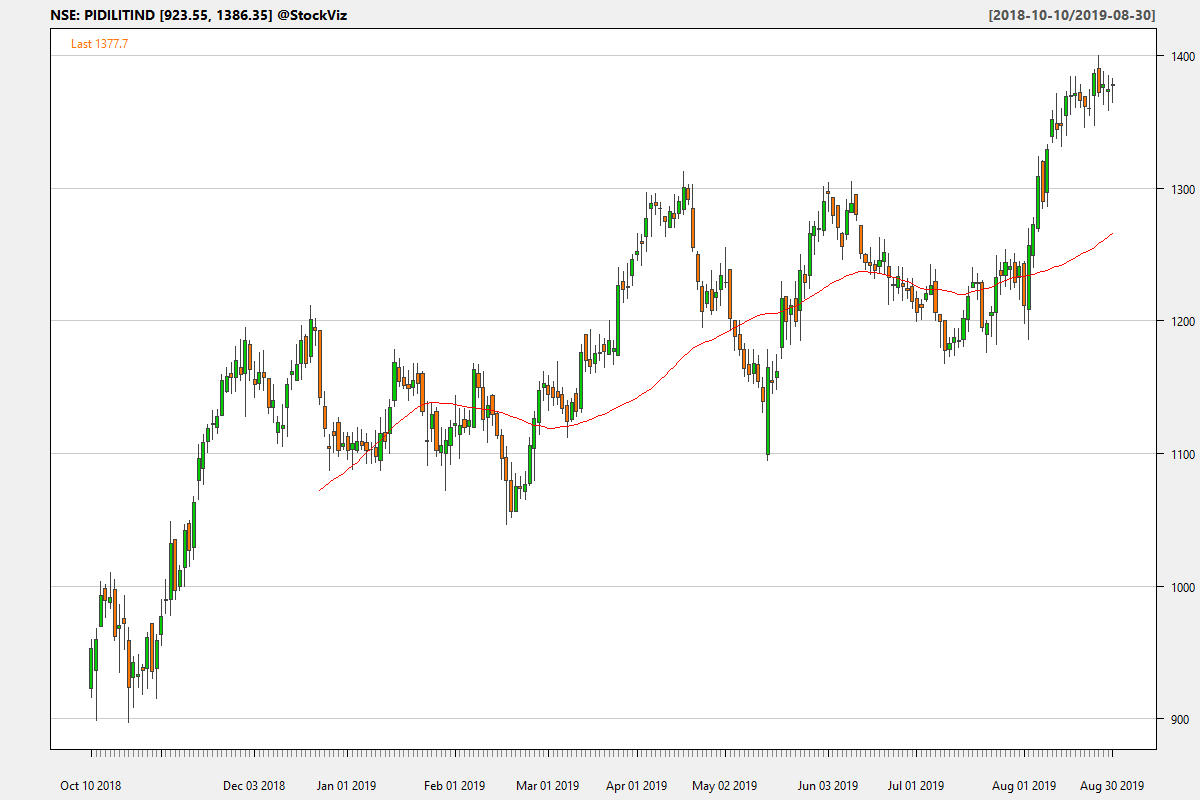 NSE: PIDILITIND [923.55, 1386.35] @StockViz [2018-10-10/2019-08-30]
Last 1377.7
1400
1300
1200
1100
1000
900
Oct 10 2018 Dec 03 2018 Jan 01 2019 Feb 01 2019 Mar 01 2019 Apr 01 2019 May 02 2019 Jun 03 2019 Jul 01 2019 Aug 01 2019 Aug 30 2019